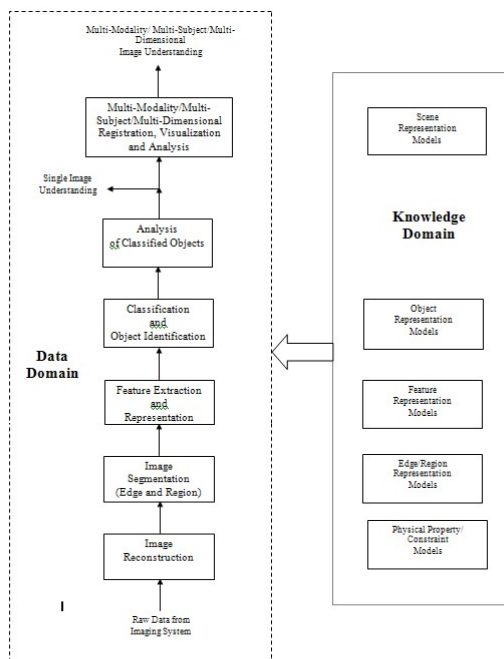 Multi-Modality/ Multi-Subject/Multi-
Dimensional
Image Understanding
Multi-Modality/Multi-
Subject/Multi-Dimensional
Registration, Visualization
and Analysis
Single Image
Understanding
Analysis
of Classified Objects
Classification
and
Object Identification
Data
Domain
Feature Extraction
and
Representation
Image
Segmentation
(Edge and Region)
Image
Reconstruction
Raw Data from
Imaging System
Scene
Representation
Models
Knowledge
Domain
Object
Representation
Models
Feature
Representation
Models
Edge/Region
Representation
Models
Physical Property/
Constraint
Models